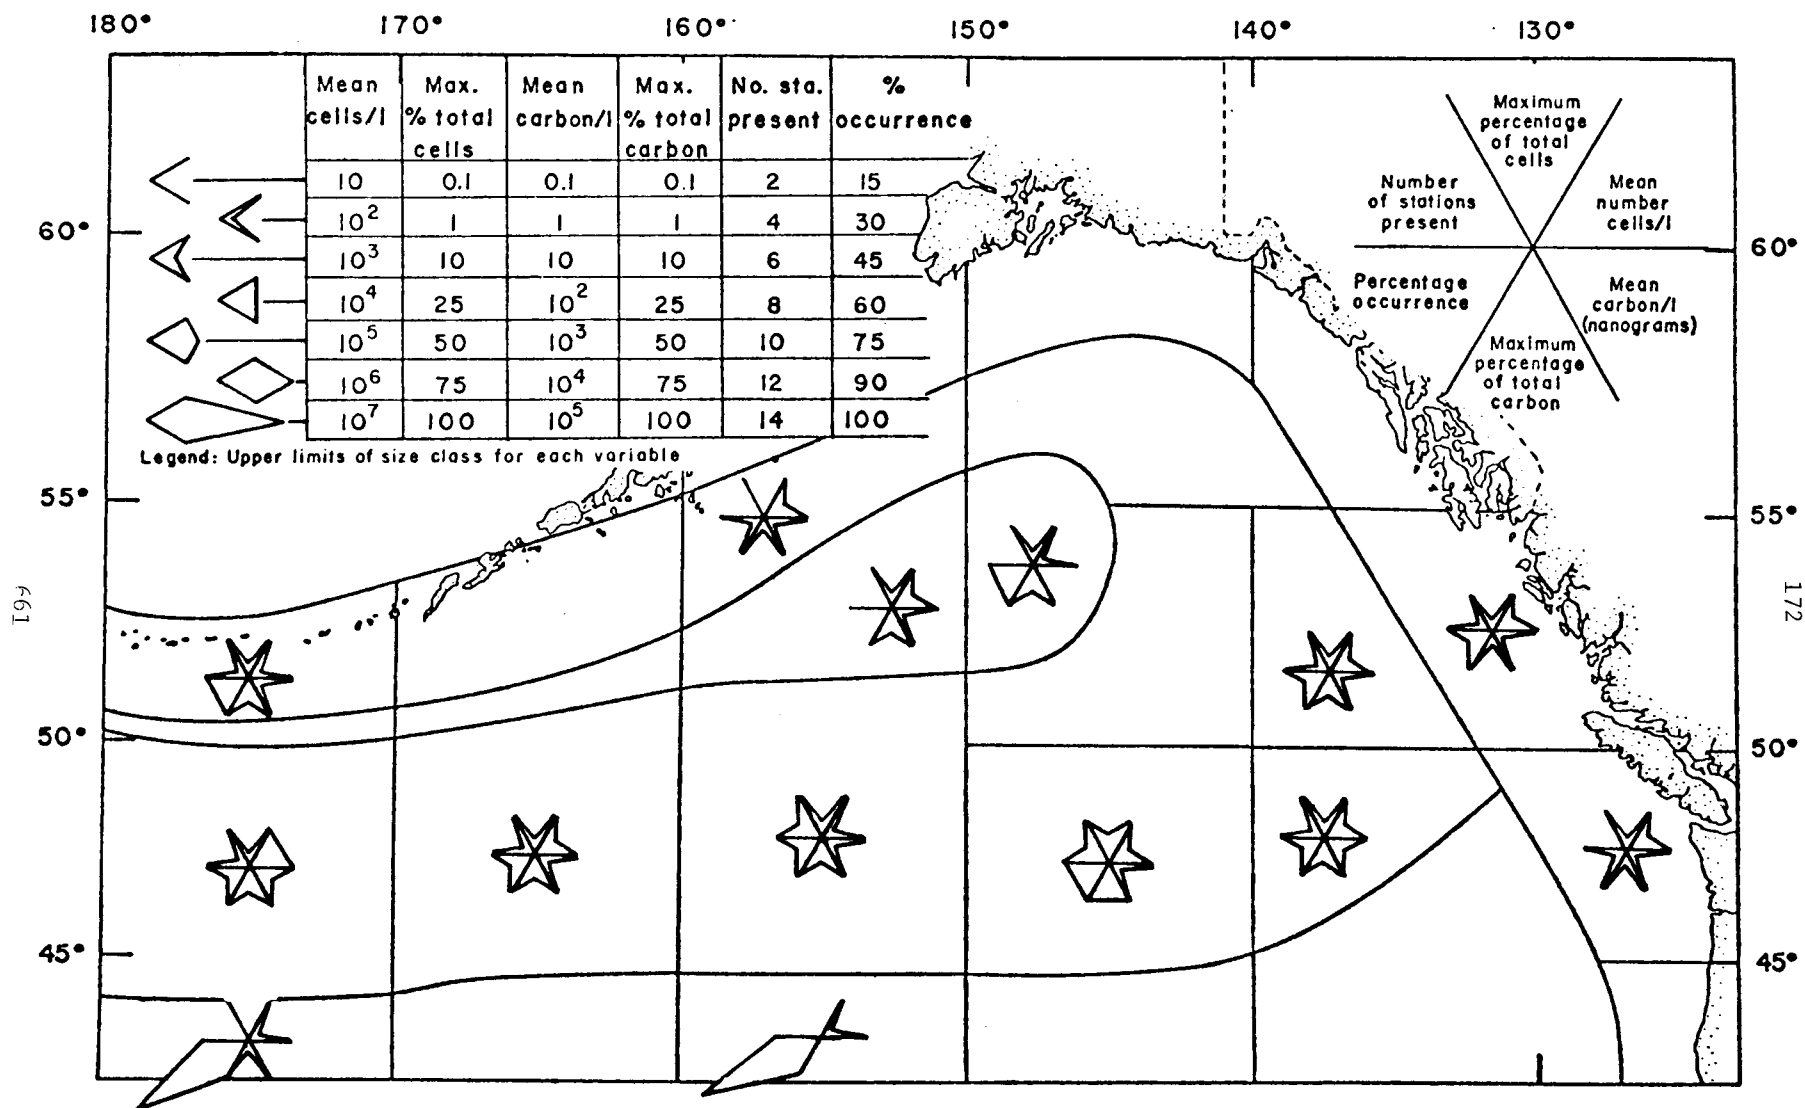 180° 170° 160° 150° 140° 130°
Mean cells/l | Max. % total cells | Mean carbon/l | Max. % total carbon | No. sta. present | % occurrence
10 0.1 0.1 0.1 2 15
10² 1 1 1 4 30
10³ 10 10 10 6 45
10⁴ 25 10² 25 8 60
10⁵ 50 10³ 50 10 75
10⁶ 75 10⁴ 75 12 90
10⁷ 100 10⁵ 100 14 100
Legend: Upper limits of size class for each variable
Maximum
percentage
of total
cells
Number
of stations
present
Mean
number
cells/l
Percentage
occurrence
Mean
carbon/l
(nanograms)
Maximum
percentage
of total
carbon
60° 60°
55° 55°
50° 50°
45° 45°
199
172